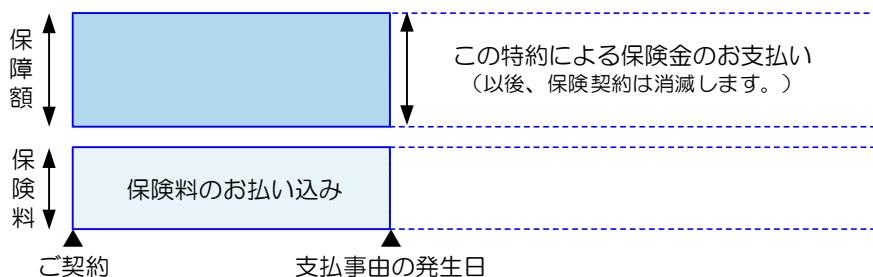 保障額
この特約による保険金のお支払い
（以後、保険契約は消滅します。）
保険料
保険料のお払い込み
ご契約
支払事由の発生日